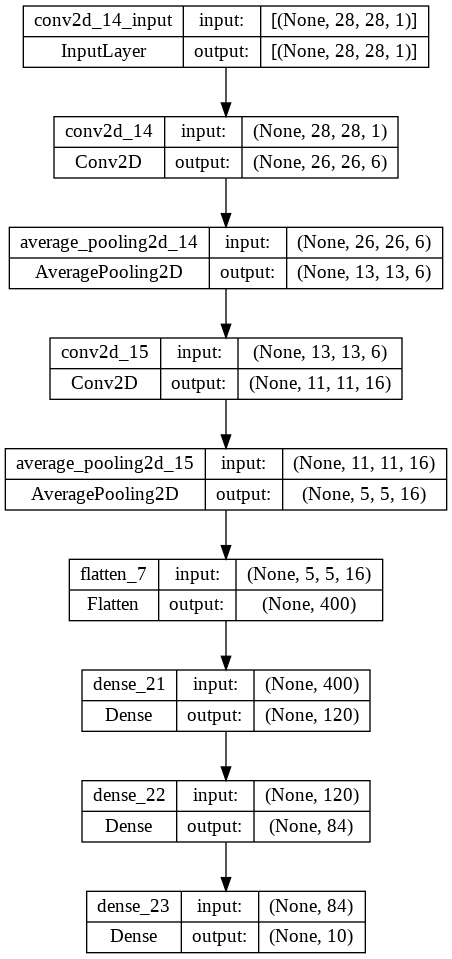 conv2d_14_input input: [(None, 28, 28, 1)]
InputLayer output: [(None, 28, 28, 1)]
conv2d_14 input: (None, 28, 28, 1)
Conv2D output: (None, 26, 26, 6)
average_pooling2d_14 input: (None, 26, 26, 6)
AveragePooling2D output: (None, 13, 13, 6)
conv2d_15 input: (None, 13, 13, 6)
Conv2D output: (None, 11, 11, 16)
average_pooling2d_15 input: (None, 11, 11, 16)
AveragePooling2D output: (None, 5, 5, 16)
flatten_7 input: (None, 5, 5, 16)
Flatten output: (None, 400)
dense_21 input: (None, 400)
Dense output: (None, 120)
dense_22 input: (None, 120)
Dense output: (None, 84)
dense_23 input: (None, 84)
Dense output: (None, 10)